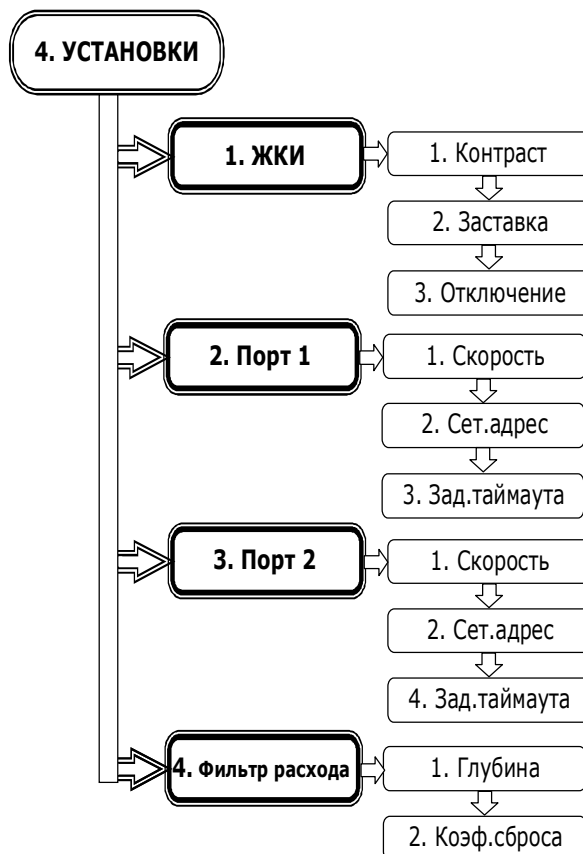 4. УСТАНОВКИ
1. ЖКИ
1. Контраст
2. Заставка
3. Отключение
2. Порт 1
1. Скорость
2. Сет.адрес
3. Зад.таймаута
3. Порт 2
1. Скорость
2. Сет.адрес
4. Зад.таймаута
4. Фильтр расхода
1. Глубина
2. Коэф.сброса